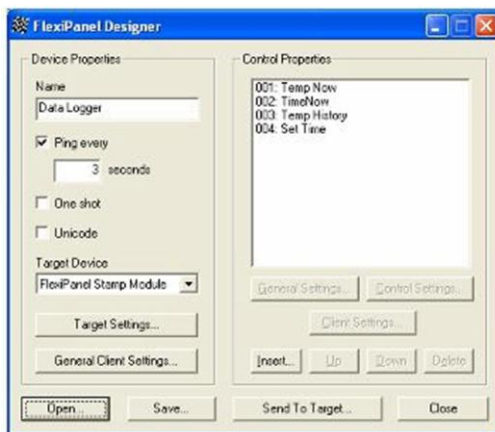 FlexiPanel Designer
Device Properties
Name
Data Logger
Ping every
3 seconds
One shot
Unicode
Target Device
FlexiPanel Stamp Module
Target Settings...
General Client Settings...
Control Properties
001: Temp Now
002: TimeNow
003: Temp History
004: Set Time
General Settings...
Control Settings...
Client Settings...
Insert...
Up
Down
Delete
Open...
Save...
Send To Target...
Close